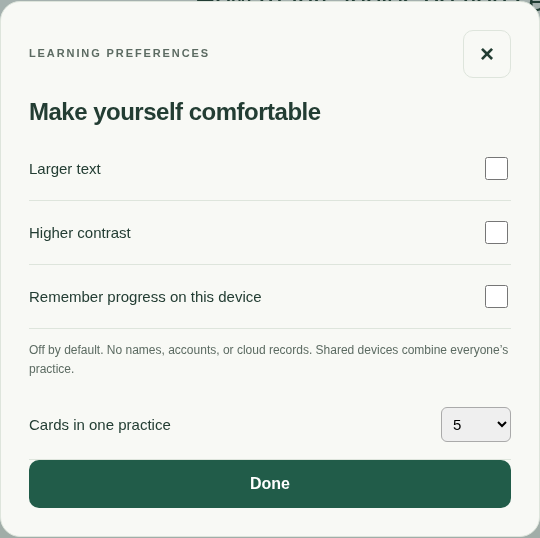 LEARNING PREFERENCES
×
Make yourself comfortable
Larger text
Higher contrast
Remember progress on this device
Off by default. No names, accounts, or cloud records. Shared devices combine everyone’s
practice.
Cards in one practice
5
Done